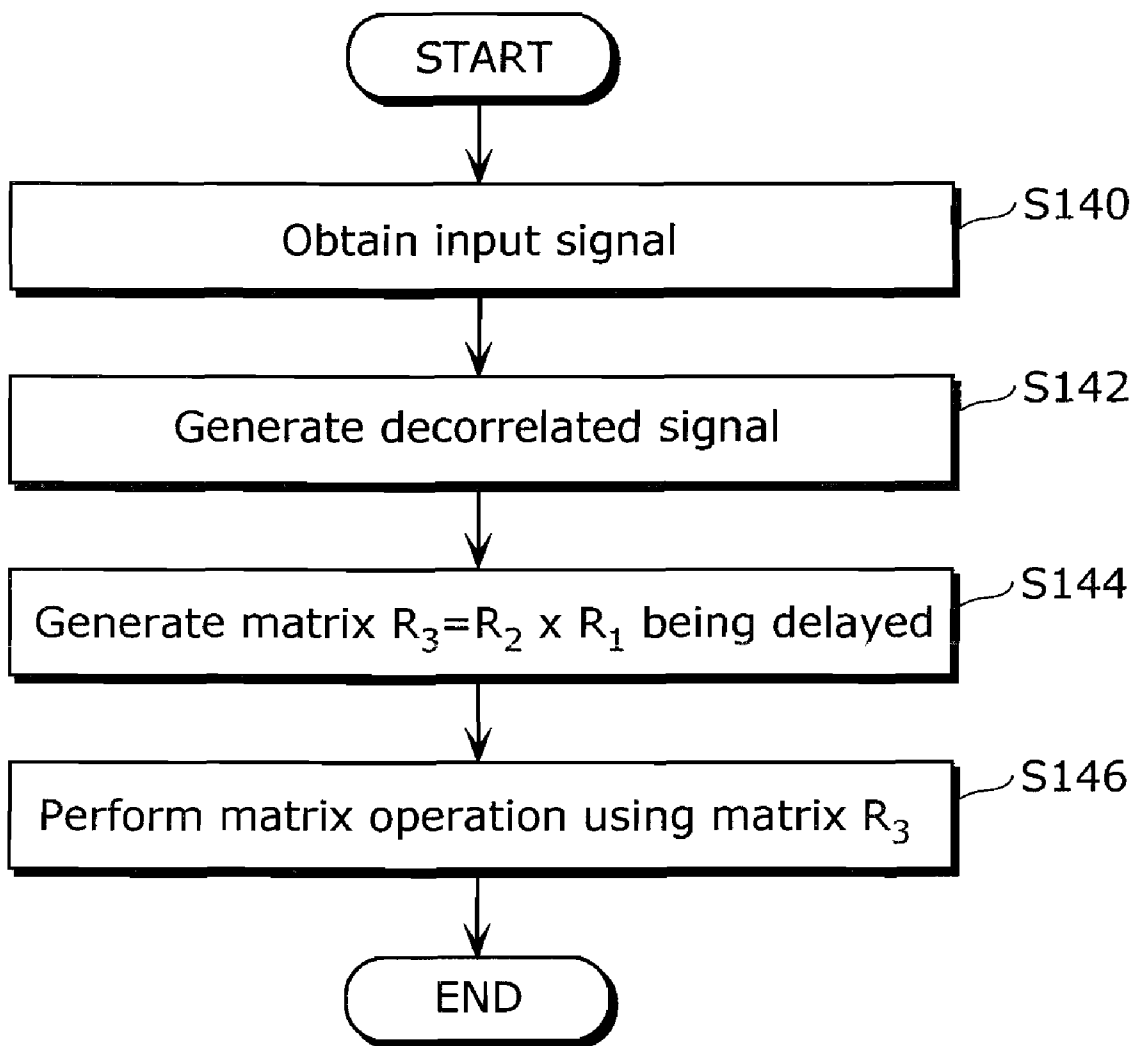 START
Obtain input signal
S140
Generate decorrelated signal
S142
Generate matrix R₃=R₂ x R₁ being delayed
S144
Perform matrix operation using matrix R₃
S146
END